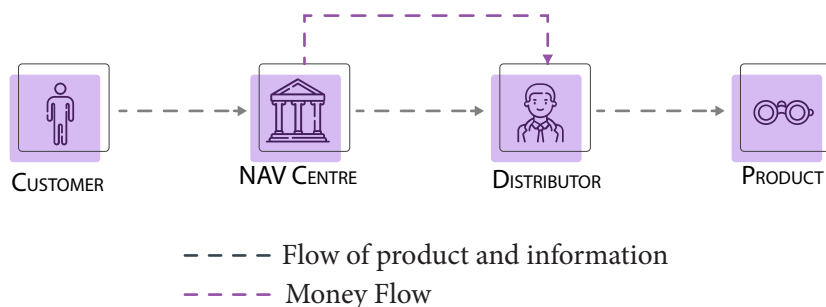 CUSTOMER
NAV CENTRE
DISTRIBUTOR
PRODUCT
Flow of product and information
Money Flow